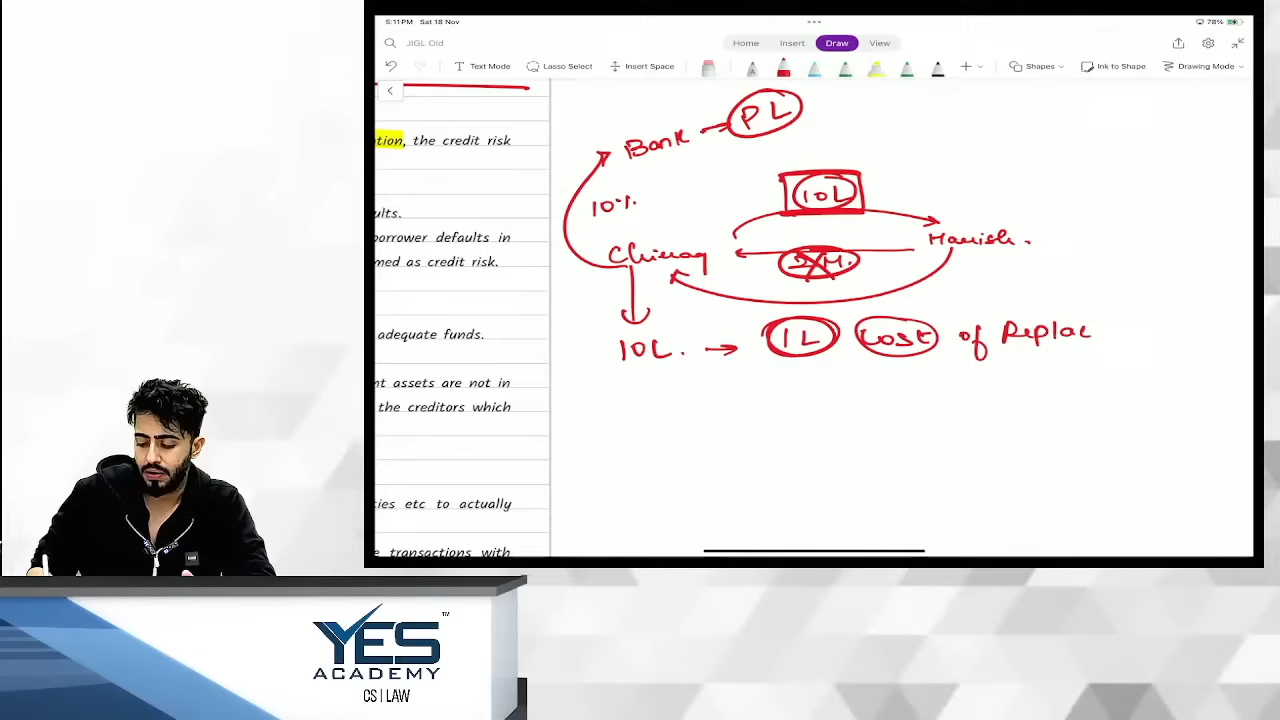 5:11 PM Sat 18 Nov
78%
JIGL Old
Home Insert Draw View
Text Mode Lasso Select Insert Space Shapes Ink to Shape Drawing Mode
tion, the credit risk
ults.
borrower defaults in
med as credit risk.
adequate funds.
nt assets are not in
the creditors which
ties etc to actually
e transactions with
Bank → PL
10%
10L
Chirag
Manish.
10L. → 1L cost of Replac
YES
ACADEMY
CS | LAW
TM